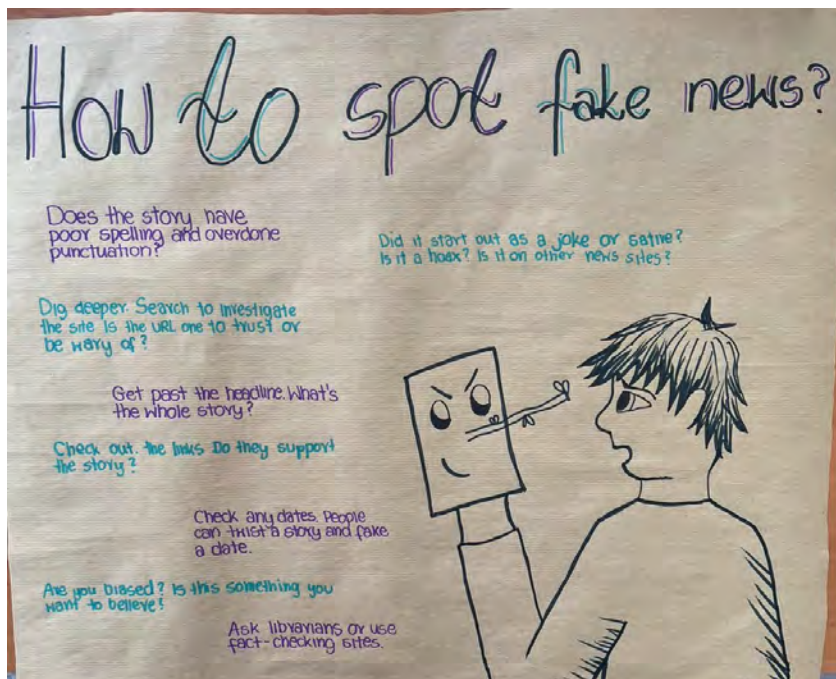 How to spot fake news?
Does the story have
poor spelling and overdone
punctuation?
Did it start out as a joke or satire?
Is it a hoax? Is it on other news sites?
Dig deeper. Search to investigate
the site Is the URL one to trust or
be wary of?
Get past the headline. What's
the whole story?
Check out. the links Do they support
the story?
Check any dates. People
can twist a story and fake
a date.
Are you biased? Is this something you
want to believe?
Ask librarians or use
fact-checking sites.